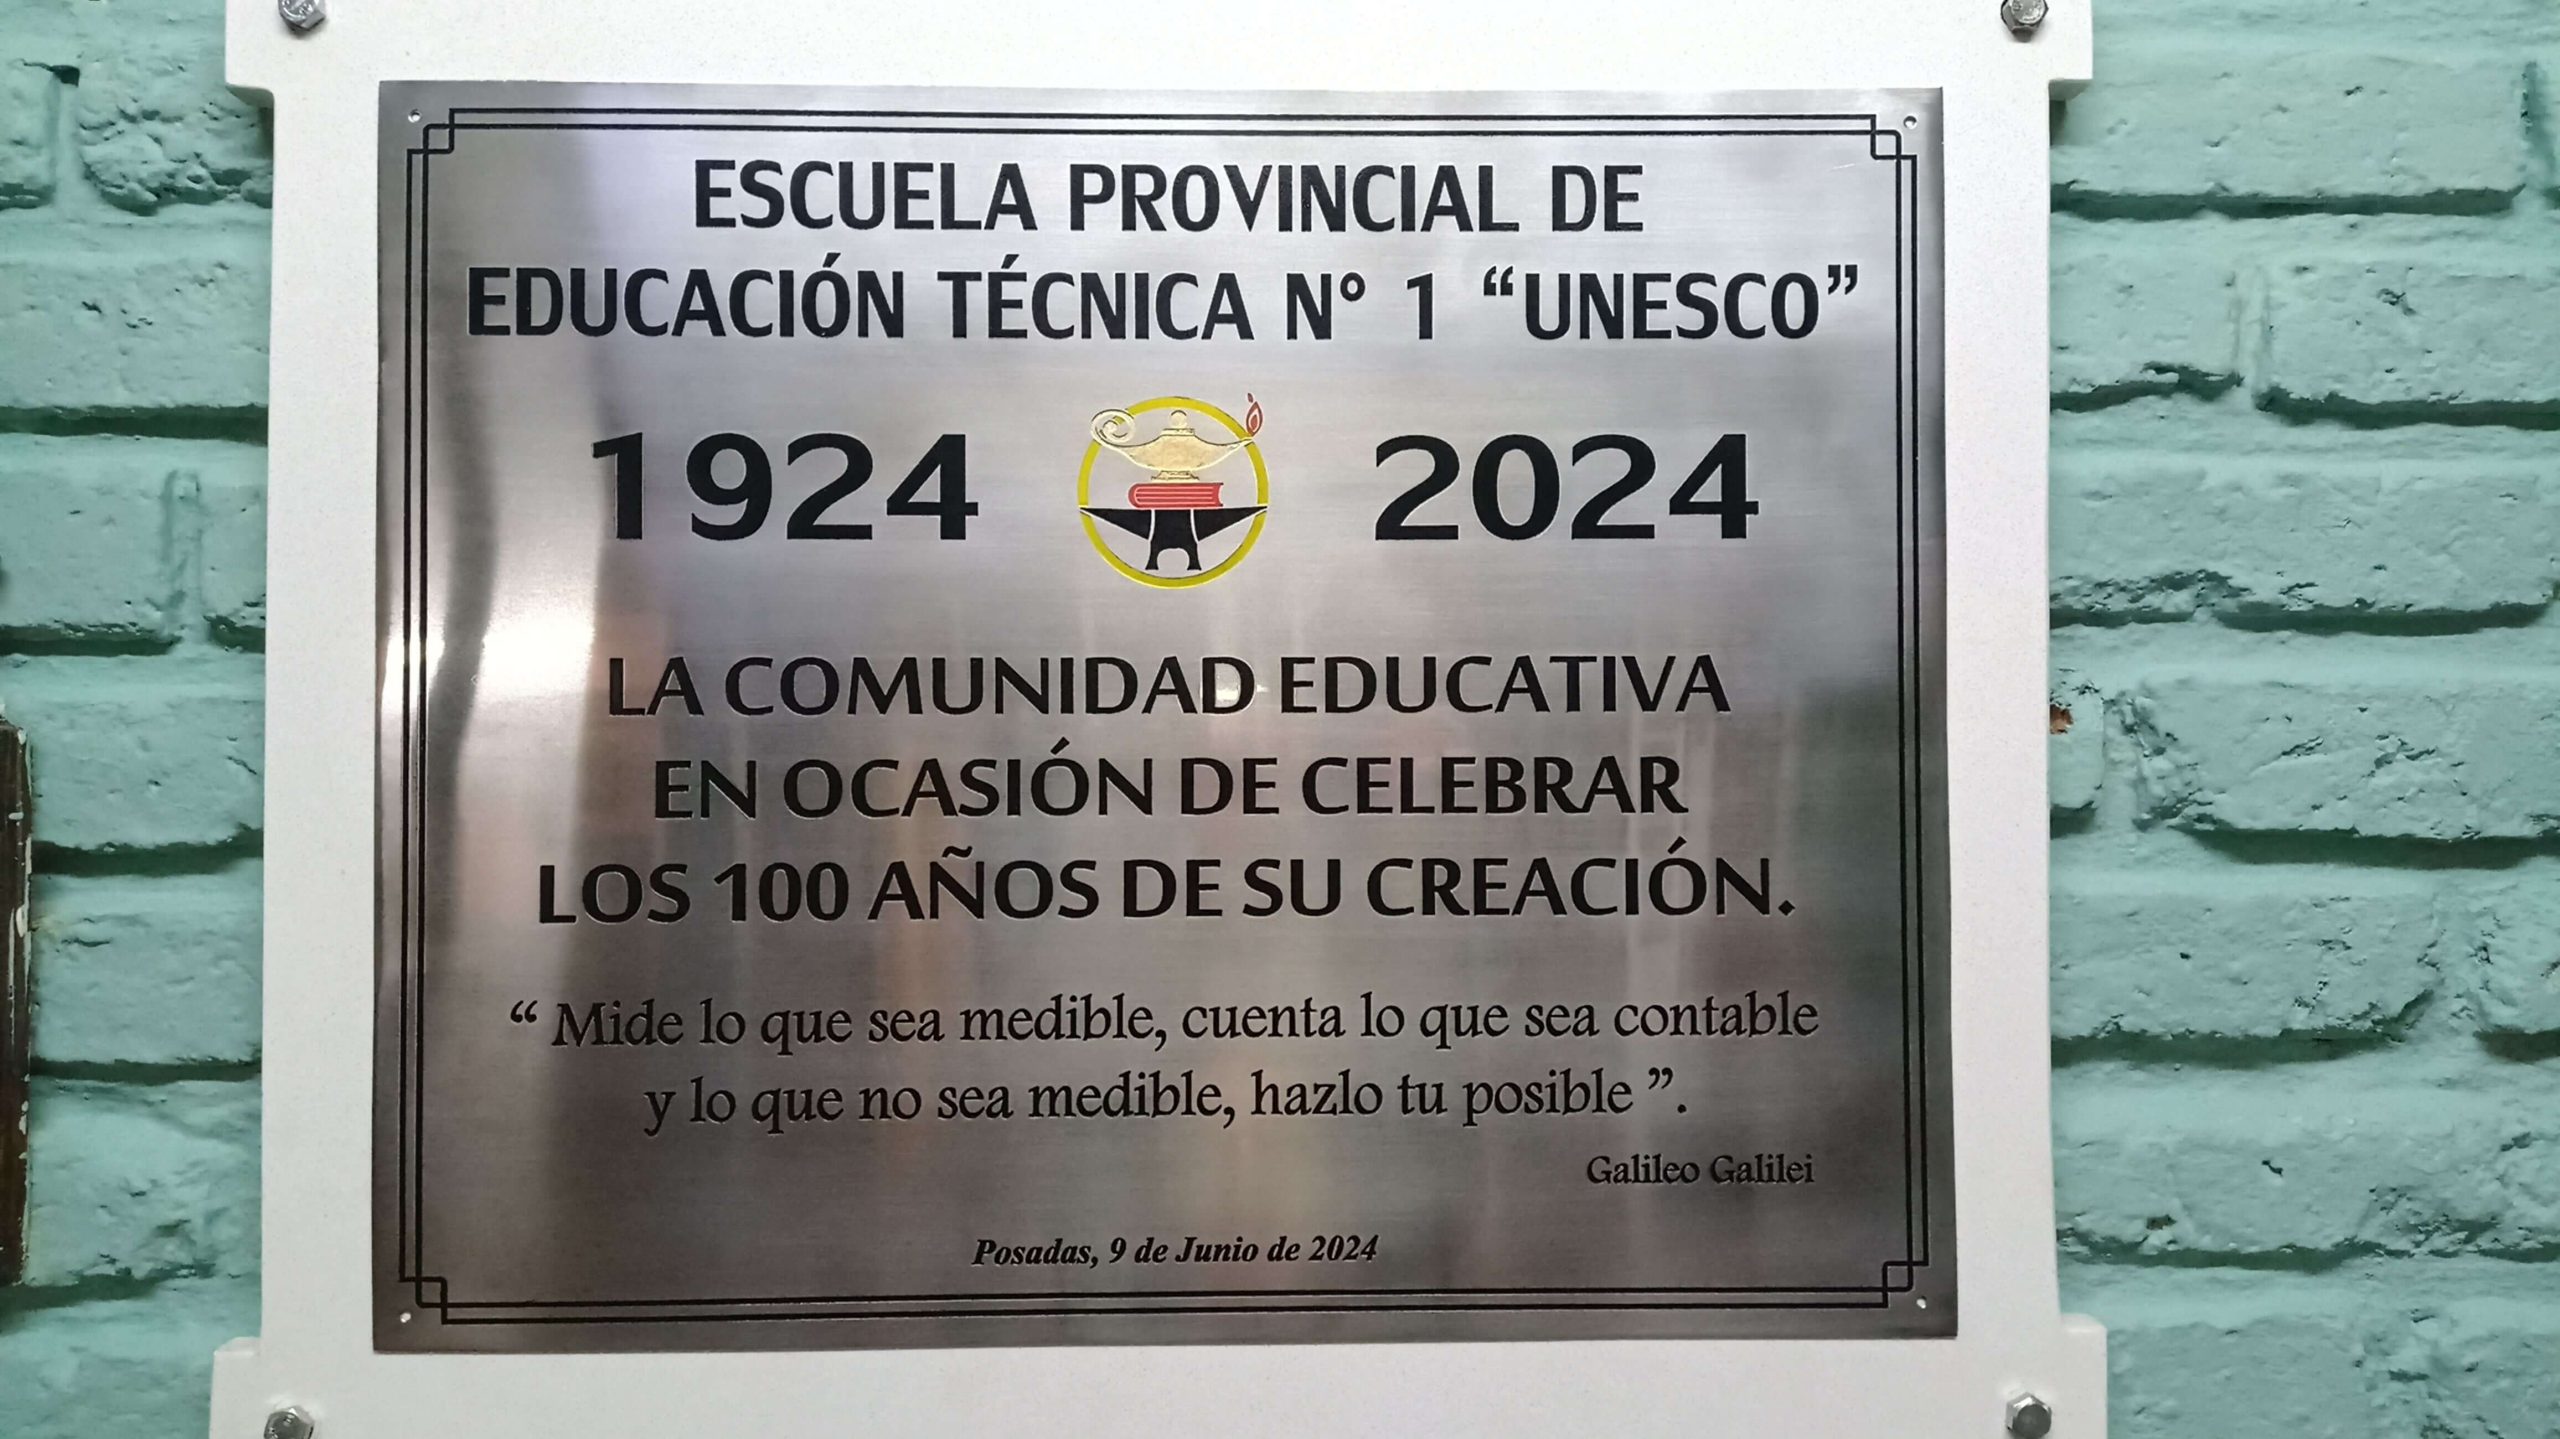 ESCUELA PROVINCIAL DE
EDUCACIÓN TÉCNICA N° 1 “UNESCO”
1924 2024
LA COMUNIDAD EDUCATIVA
EN OCASIÓN DE CELEBRAR
LOS 100 AÑOS DE SU CREACIÓN.
“ Mide lo que sea medible, cuenta lo que sea contable
y lo que no sea medible, hazlo tu posible ”.
Galileo Galilei
Posadas, 9 de Junio de 2024